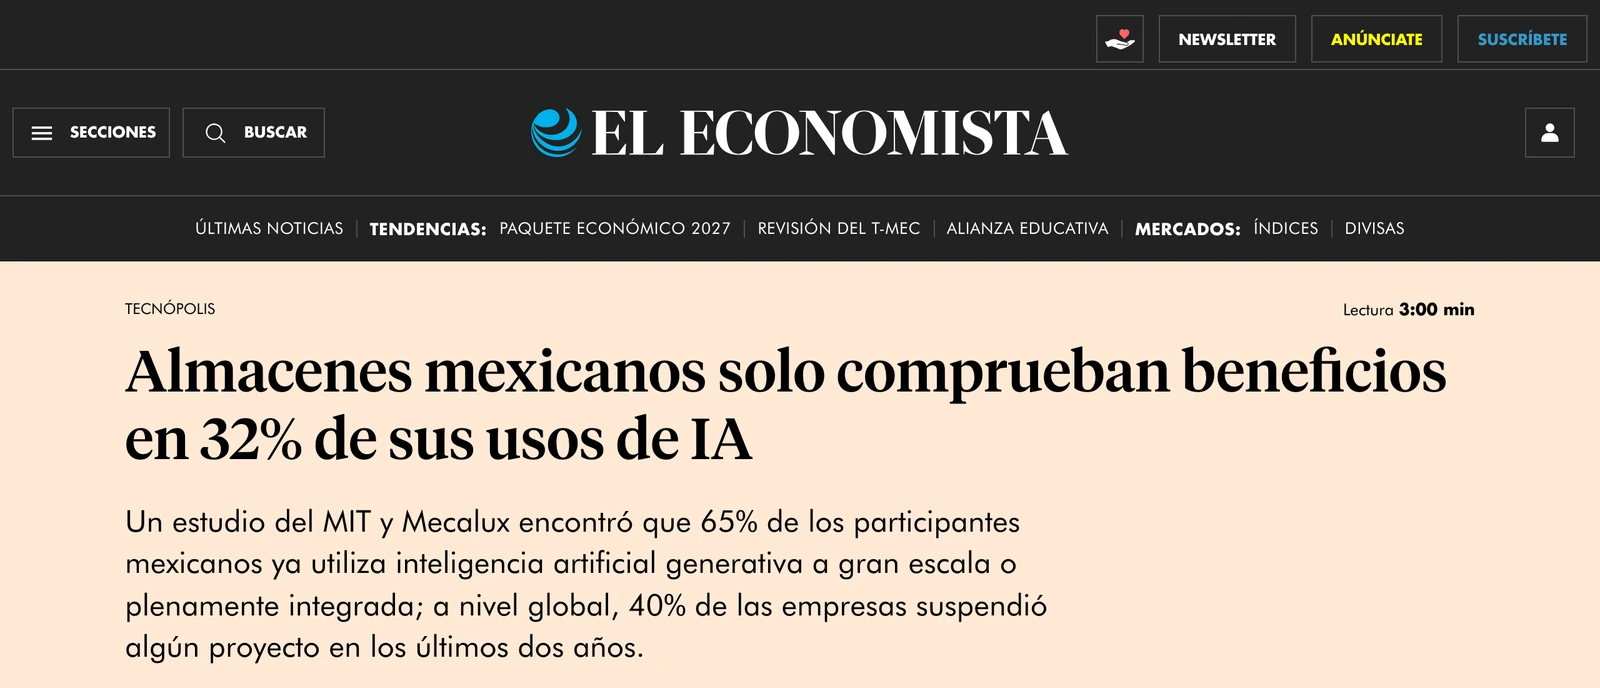 NEWSLETTER
ANÚNCIATE
SUSCRÍBETE
SECCIONES
BUSCAR
EL ECONOMISTA
ÚLTIMAS NOTICIAS
TENDENCIAS:
PAQUETE ECONÓMICO 2027
REVISIÓN DEL T-MEC
ALIANZA EDUCATIVA
MERCADOS:
ÍNDICES
DIVISAS
TECNÓPOLIS
Lectura 3:00 min
Almacenes mexicanos solo comprueban beneficios
en 32% de sus usos de IA
Un estudio del MIT y Mecalux encontró que 65% de los participantes
mexicanos ya utiliza inteligencia artificial generativa a gran escala o
plenamente integrada; a nivel global, 40% de las empresas suspendió
algún proyecto en los últimos dos años.